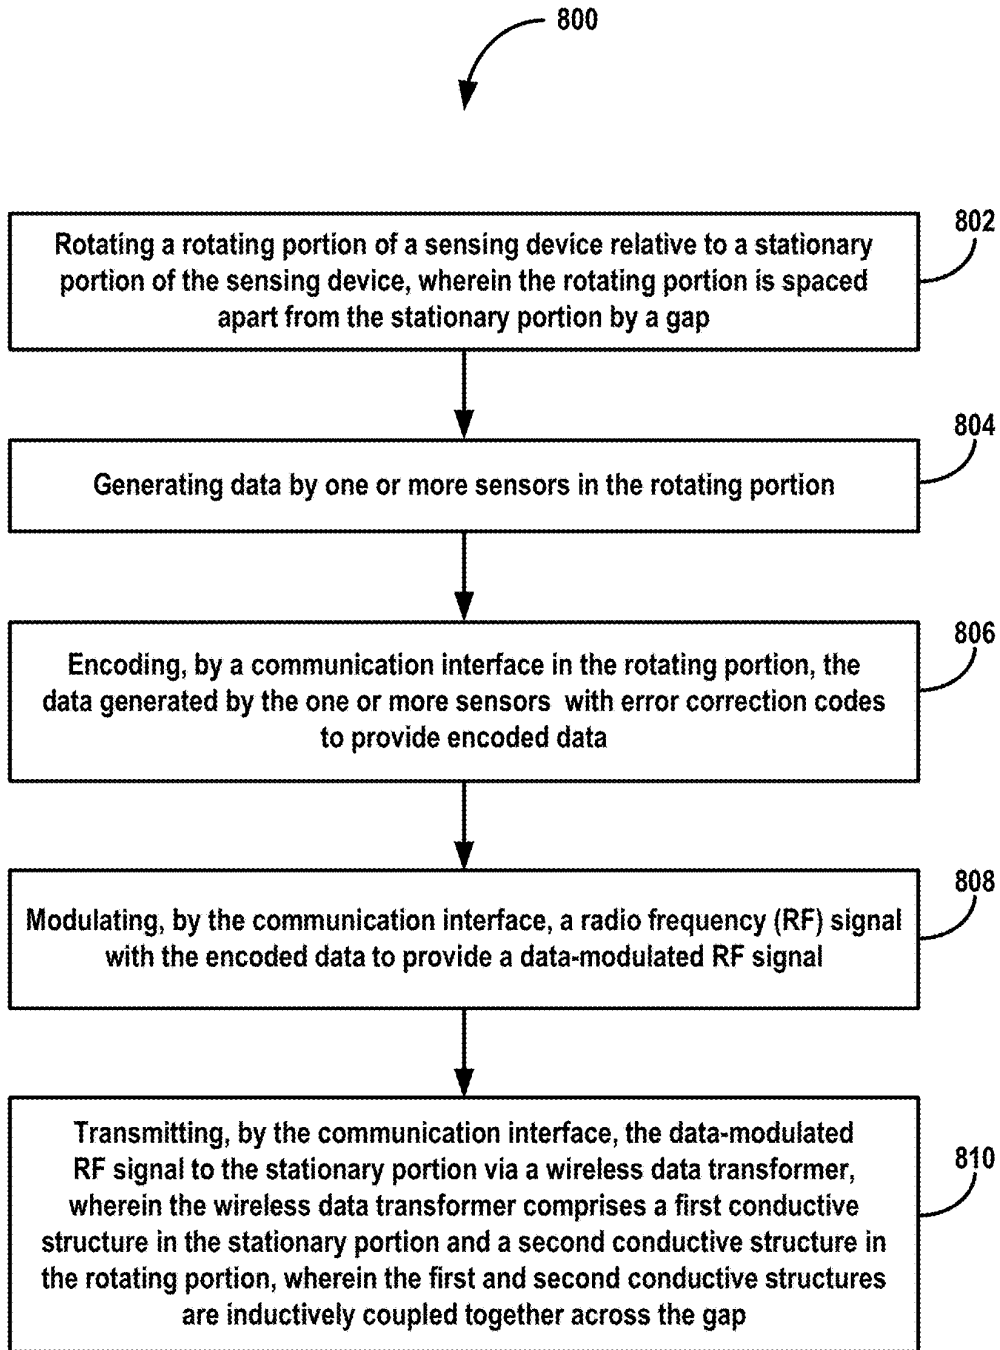 800
802
Rotating a rotating portion of a sensing device relative to a stationary
portion of the sensing device, wherein the rotating portion is spaced
apart from the stationary portion by a gap
804
Generating data by one or more sensors in the rotating portion
806
Encoding, by a communication interface in the rotating portion, the
data generated by the one or more sensors with error correction codes
to provide encoded data
808
Modulating, by the communication interface, a radio frequency (RF) signal
with the encoded data to provide a data-modulated RF signal
810
Transmitting, by the communication interface, the data-modulated
RF signal to the stationary portion via a wireless data transformer,
wherein the wireless data transformer comprises a first conductive
structure in the stationary portion and a second conductive structure in
the rotating portion, wherein the first and second conductive structures
are inductively coupled together across the gap